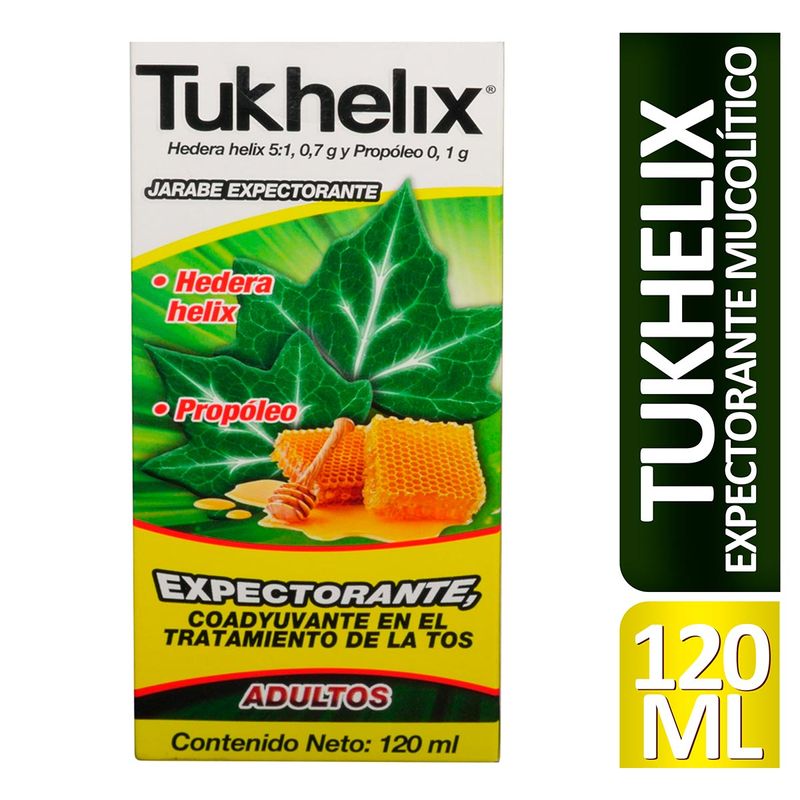 Tukhelix®
Hedera helix 5:1, 0,7 g y Propóleo 0, 1 g
JARABE EXPECTORANTE
• Hedera
helix
• Propóleo
EXPECTORANTE,
COADYUVANTE EN EL
TRATAMIENTO DE LA TOS
ADULTOS
Contenido Neto: 120 ml
TUKHELIX
EXPECTORANTE MUCOLÍTICO
120
ML